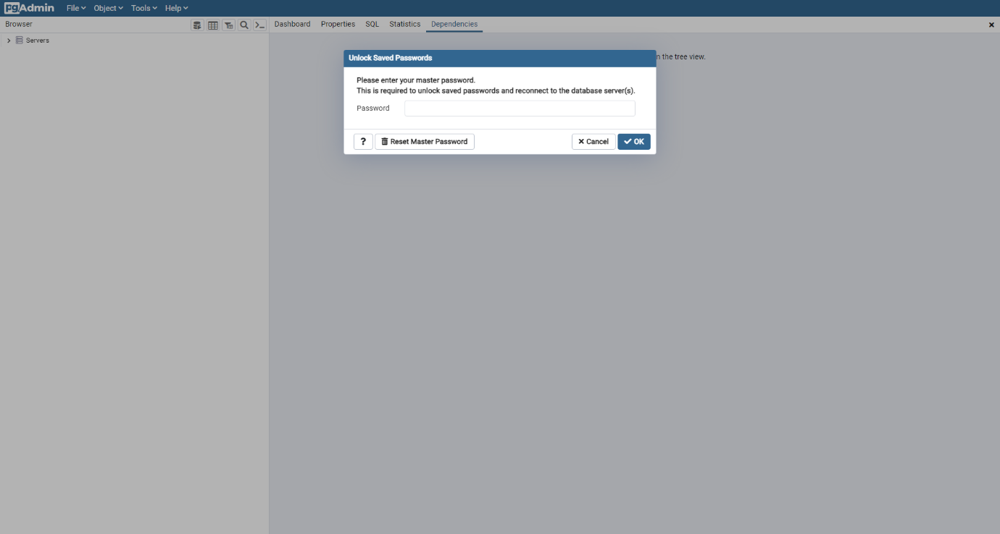 pgAdmin File Object Tools Help
Browser
Dashboard Properties SQL Statistics Dependencies
Servers
n the tree view.
Unlock Saved Passwords
Please enter your master password.
This is required to unlock saved passwords and reconnect to the database server(s).
Password
? Reset Master Password Cancel OK